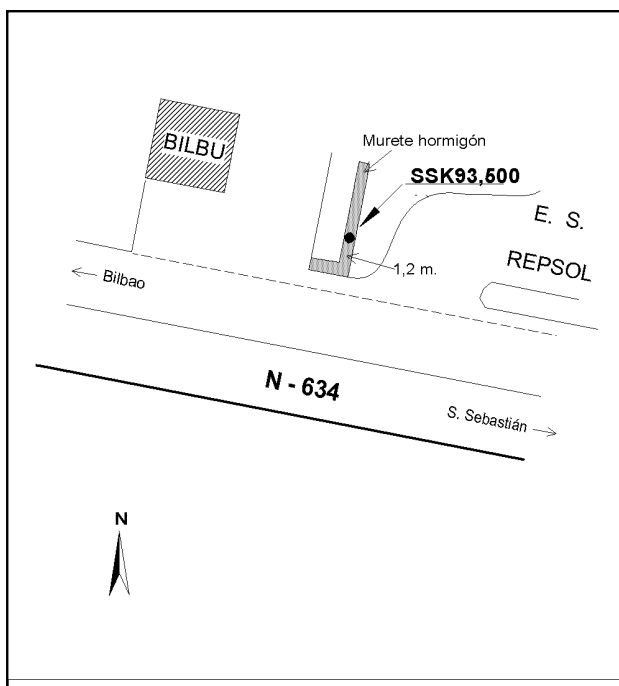 Murete hormigón
BILBU
SSK93,500
E. S.
REPSOL
1,2 m.
Bilbao
N - 634
S. Sebastián
N